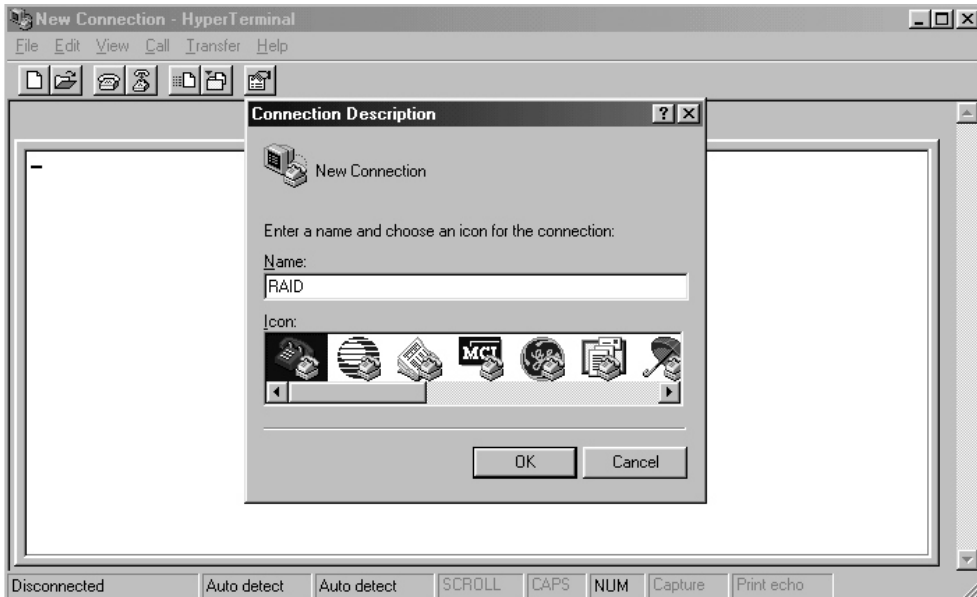 New Connection - HyperTerminal
File Edit View Call Transfer Help
Connection Description
New Connection
Enter a name and choose an icon for the connection:
Name:
RAID
Icon:
MCI
OK Cancel
Disconnected Auto detect Auto detect SCROLL CAPS NUM Capture Print echo